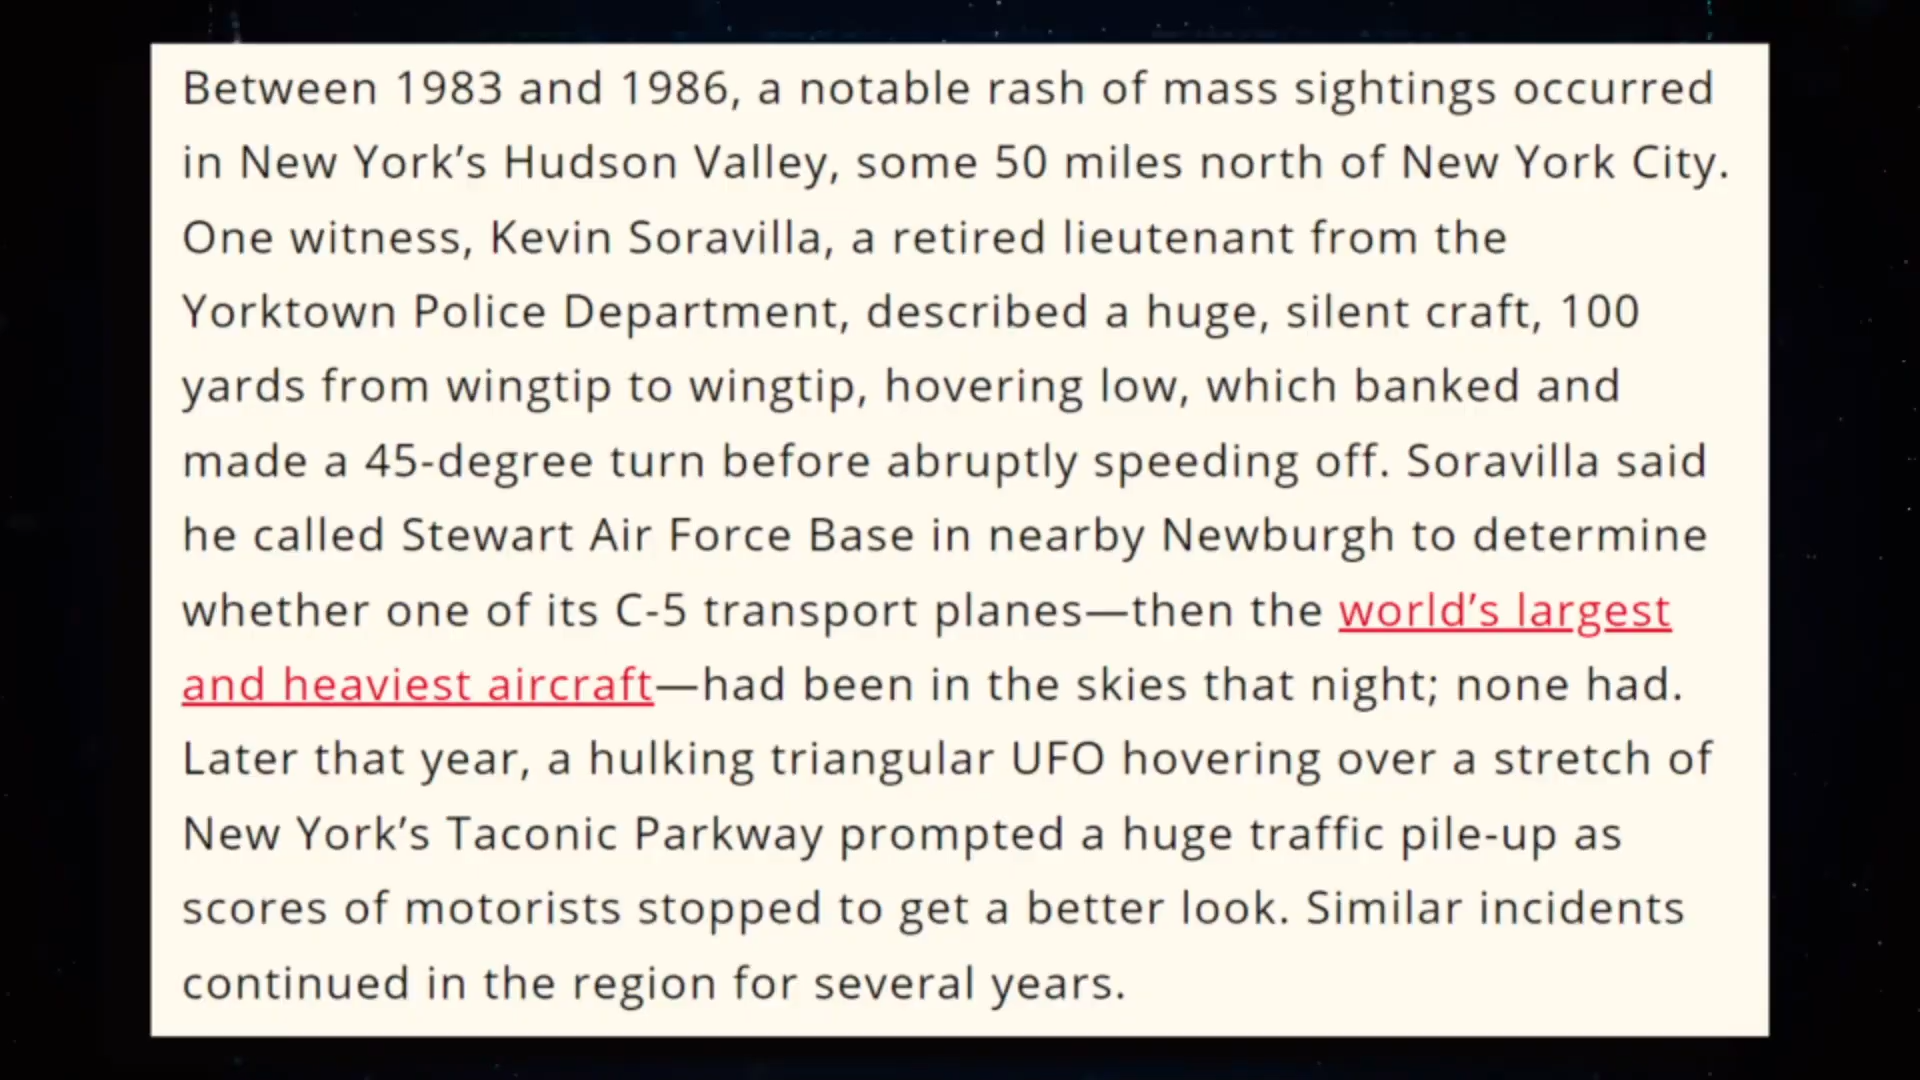 Between 1983 and 1986, a notable rash of mass sightings occurred
in New York’s Hudson Valley, some 50 miles north of New York City.
One witness, Kevin Soravilla, a retired lieutenant from the
Yorktown Police Department, described a huge, silent craft, 100
yards from wingtip to wingtip, hovering low, which banked and
made a 45-degree turn before abruptly speeding off. Soravilla said
he called Stewart Air Force Base in nearby Newburgh to determine
whether one of its C-5 transport planes—then the world’s largest
and heaviest aircraft—had been in the skies that night; none had.
Later that year, a hulking triangular UFO hovering over a stretch of
New York’s Taconic Parkway prompted a huge traffic pile-up as
scores of motorists stopped to get a better look. Similar incidents
continued in the region for several years.